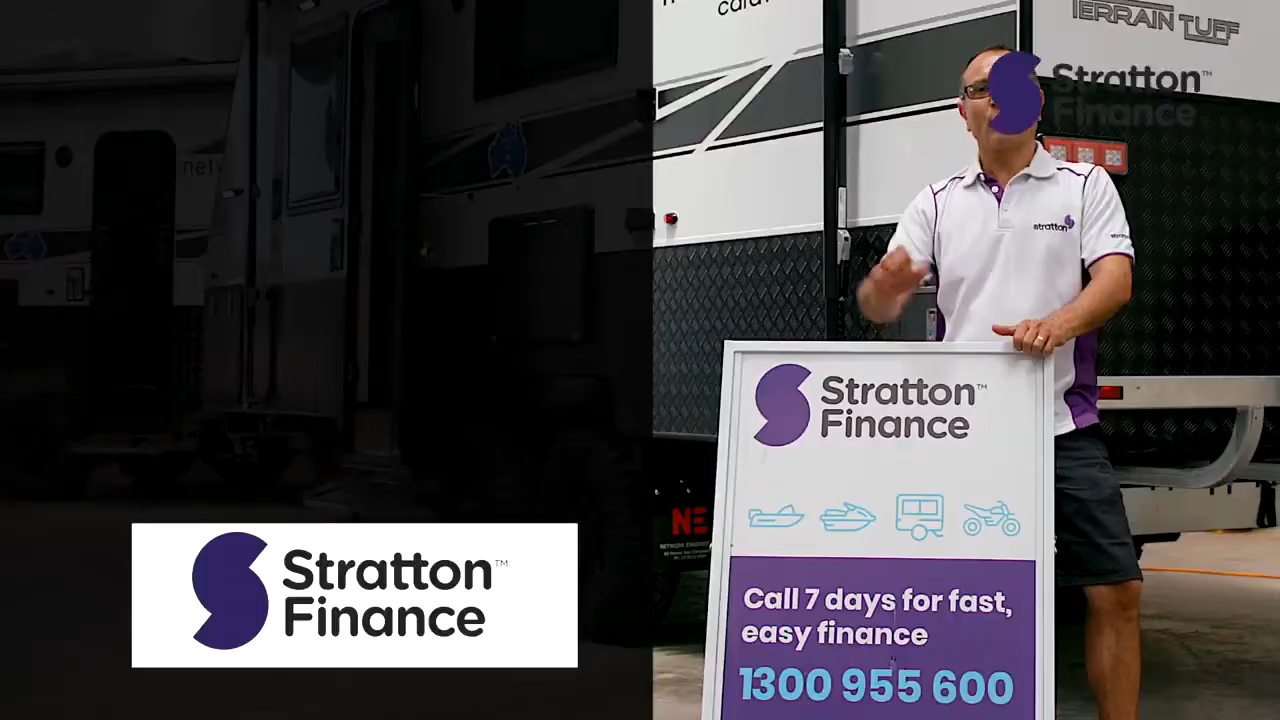 TERRAIN TUFF
Stratton™
Finance
stratton
Stratton™
Finance
NE
Call 7 days for fast,
easy finance
1300 955 600
Stratton™
Finance